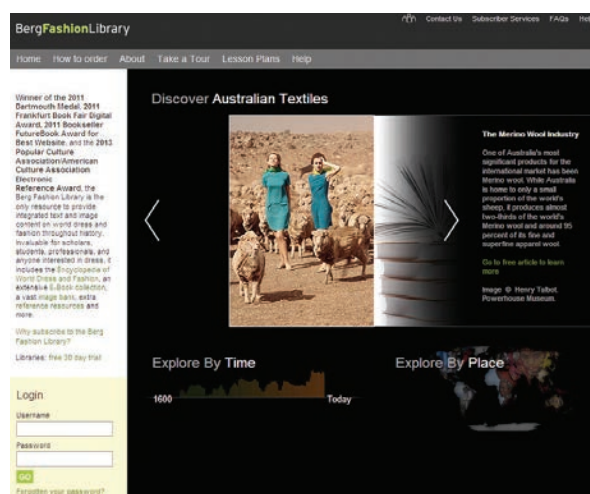 BergFashionLibrary
Contact Us Subscriber Services FAQs Hel
Home How to order About Take a Tour Lesson Plans Help
Winner of the 2011
Dartmouth Medal, 2011
Frankfurt Book Fair Digital
Award, 2011 Bookseller
FutureBook Award for
Best Website, and the 2013
Popular Culture
Association/American
Culture Association
Electronic
Reference Award, the
Berg Fashion Library is the
only resource to provide
integrated text and image
content on world dress and
fashion throughout history.
Invaluable for scholars,
students, professionals, and
anyone interested in dress, it
includes the Encyclopedia of
World Dress and Fashion, an
extensive E-Book collection,
a vast image bank, extra
reference resources and
more.
Why subscribe to the Berg
Fashion Library?
Libraries: free 30 day trial
Login
Username
Password
GO
Forgotten your password?
Discover Australian Textiles
The Merino Wool Industry
One of Australia's most
significant products for the
international market has been
Merino wool. While Australia
is home to only a small
proportion of the world's
sheep, it produces almost
two-thirds of the world's
Merino wool and around 95
percent of its fine and
superfine apparel wool.
Go to free article to learn
more
Image © Henry Talbot.
Powerhouse Museum.
Explore By Time
1600 Today
Explore By Place